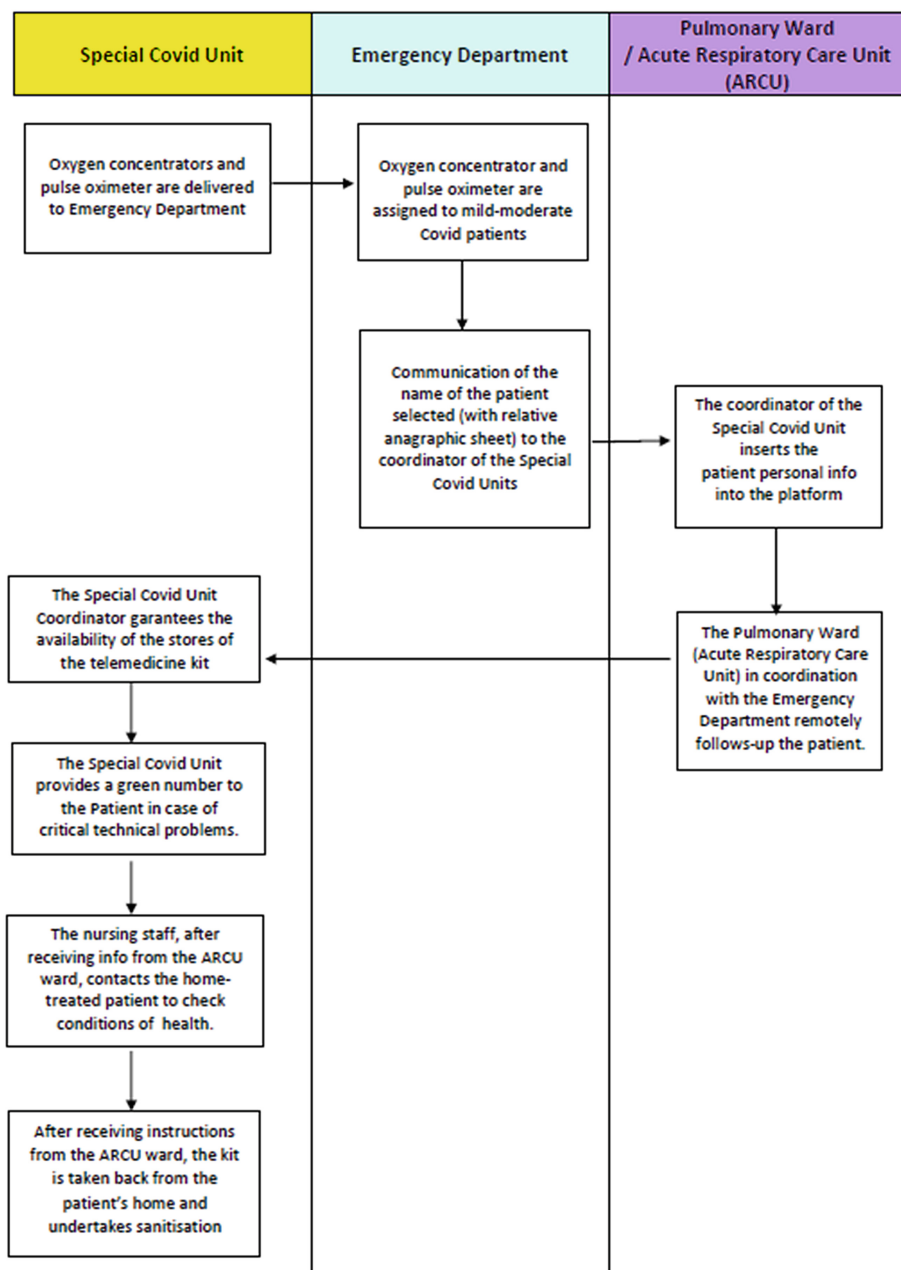 Special Covid Unit
Emergency Department
Pulmonary Ward
/ Acute Respiratory Care Unit
(ARCU)
Oxygen concentrators and
pulse oximeter are delivered
to Emergency Department
Oxygen concentrator and
pulse oximeter are
assigned to mild-moderate
Covid patients
Communication of the
name of the patient
selected (with relative
anagraphic sheet) to the
coordinator of the Special
Covid Units
The coordinator of the
Special Covid Unit
inserts the
patient personal info
into the platform
The Pulmonary Ward
(Acute Respiratory Care
Unit) in coordination
with the Emergency
Department remotely
follows-up the patient.
The Special Covid Unit
Coordinator garantees the
availability of the stores of
the telemedicine kit
The Special Covid Unit
provides a green number to
the Patient in case of
critical technical problems.
The nursing staff, after
receiving info from the ARCU
ward, contacts the home-
treated patient to check
conditions of health.
After receiving instructions
from the ARCU ward, the kit
is taken back from the
patient's home and
undertakes sanitisation